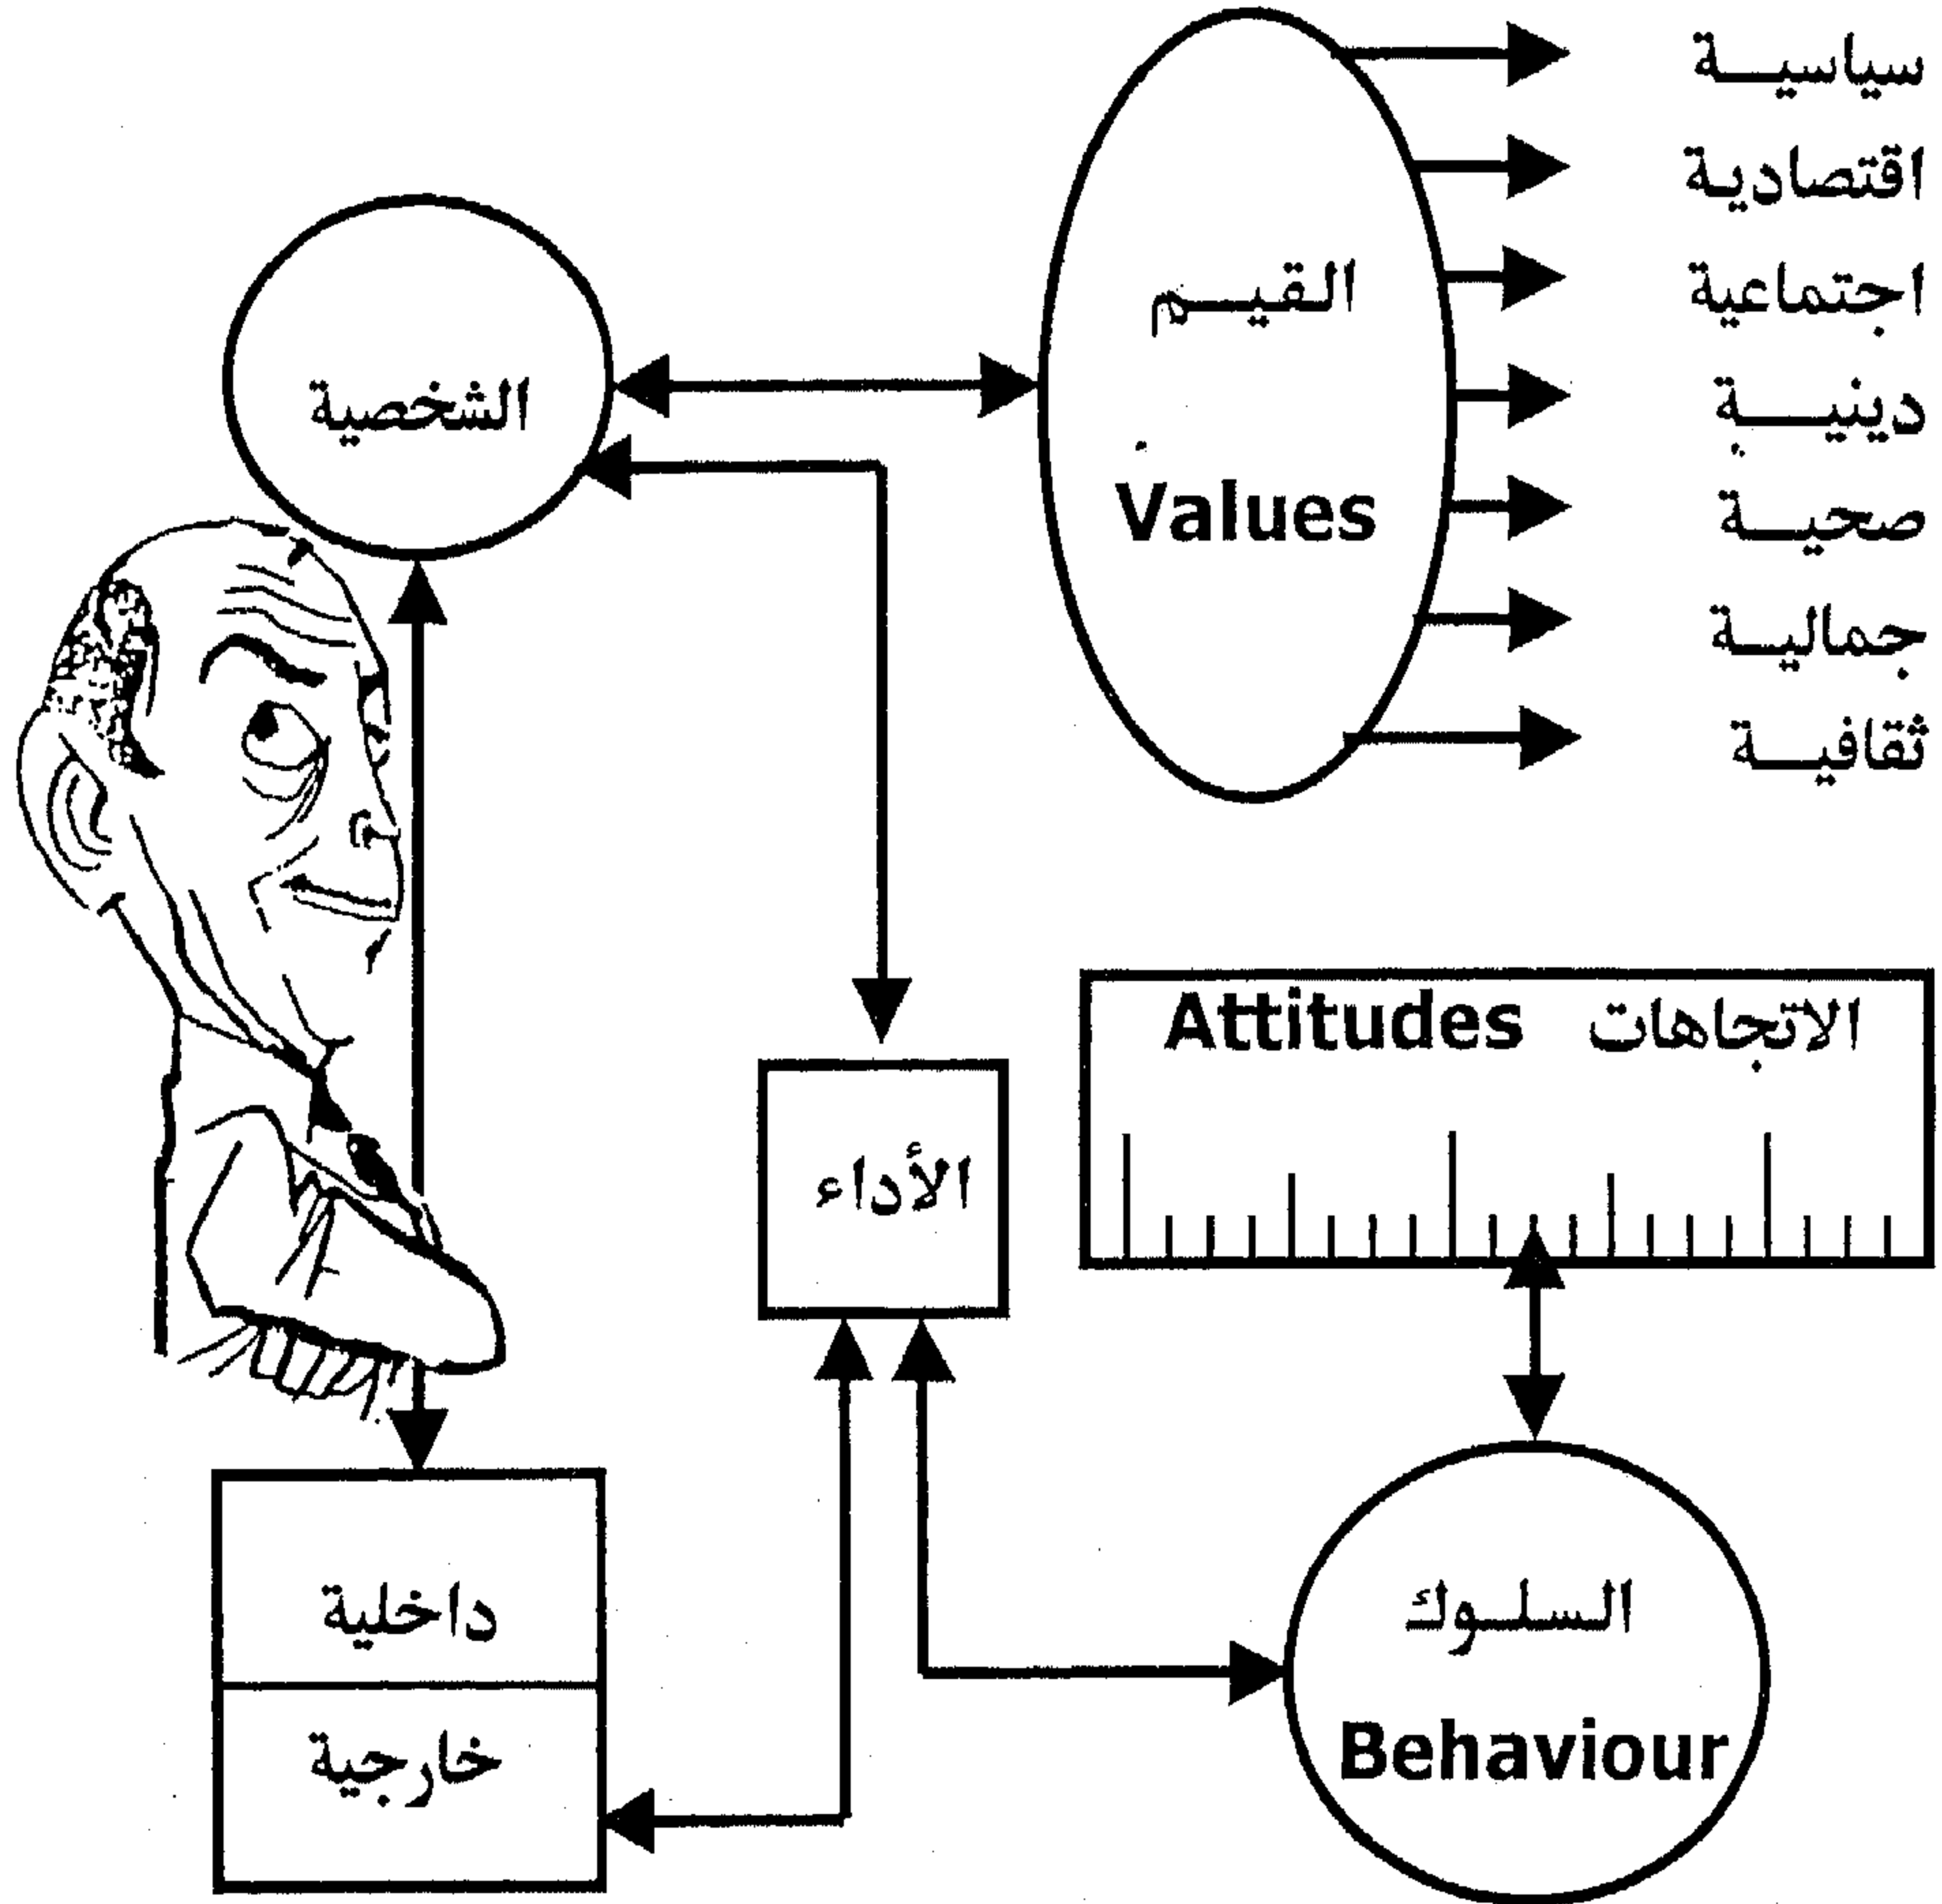 سياسية
اقتصادية
اجتماعية
دينية
صحية
جمالية
ثقافية
القيم
Values
الشخصية
Attitudes الاتجاهات
الأداء
السلوك
Behaviour
داخلية
خارجية